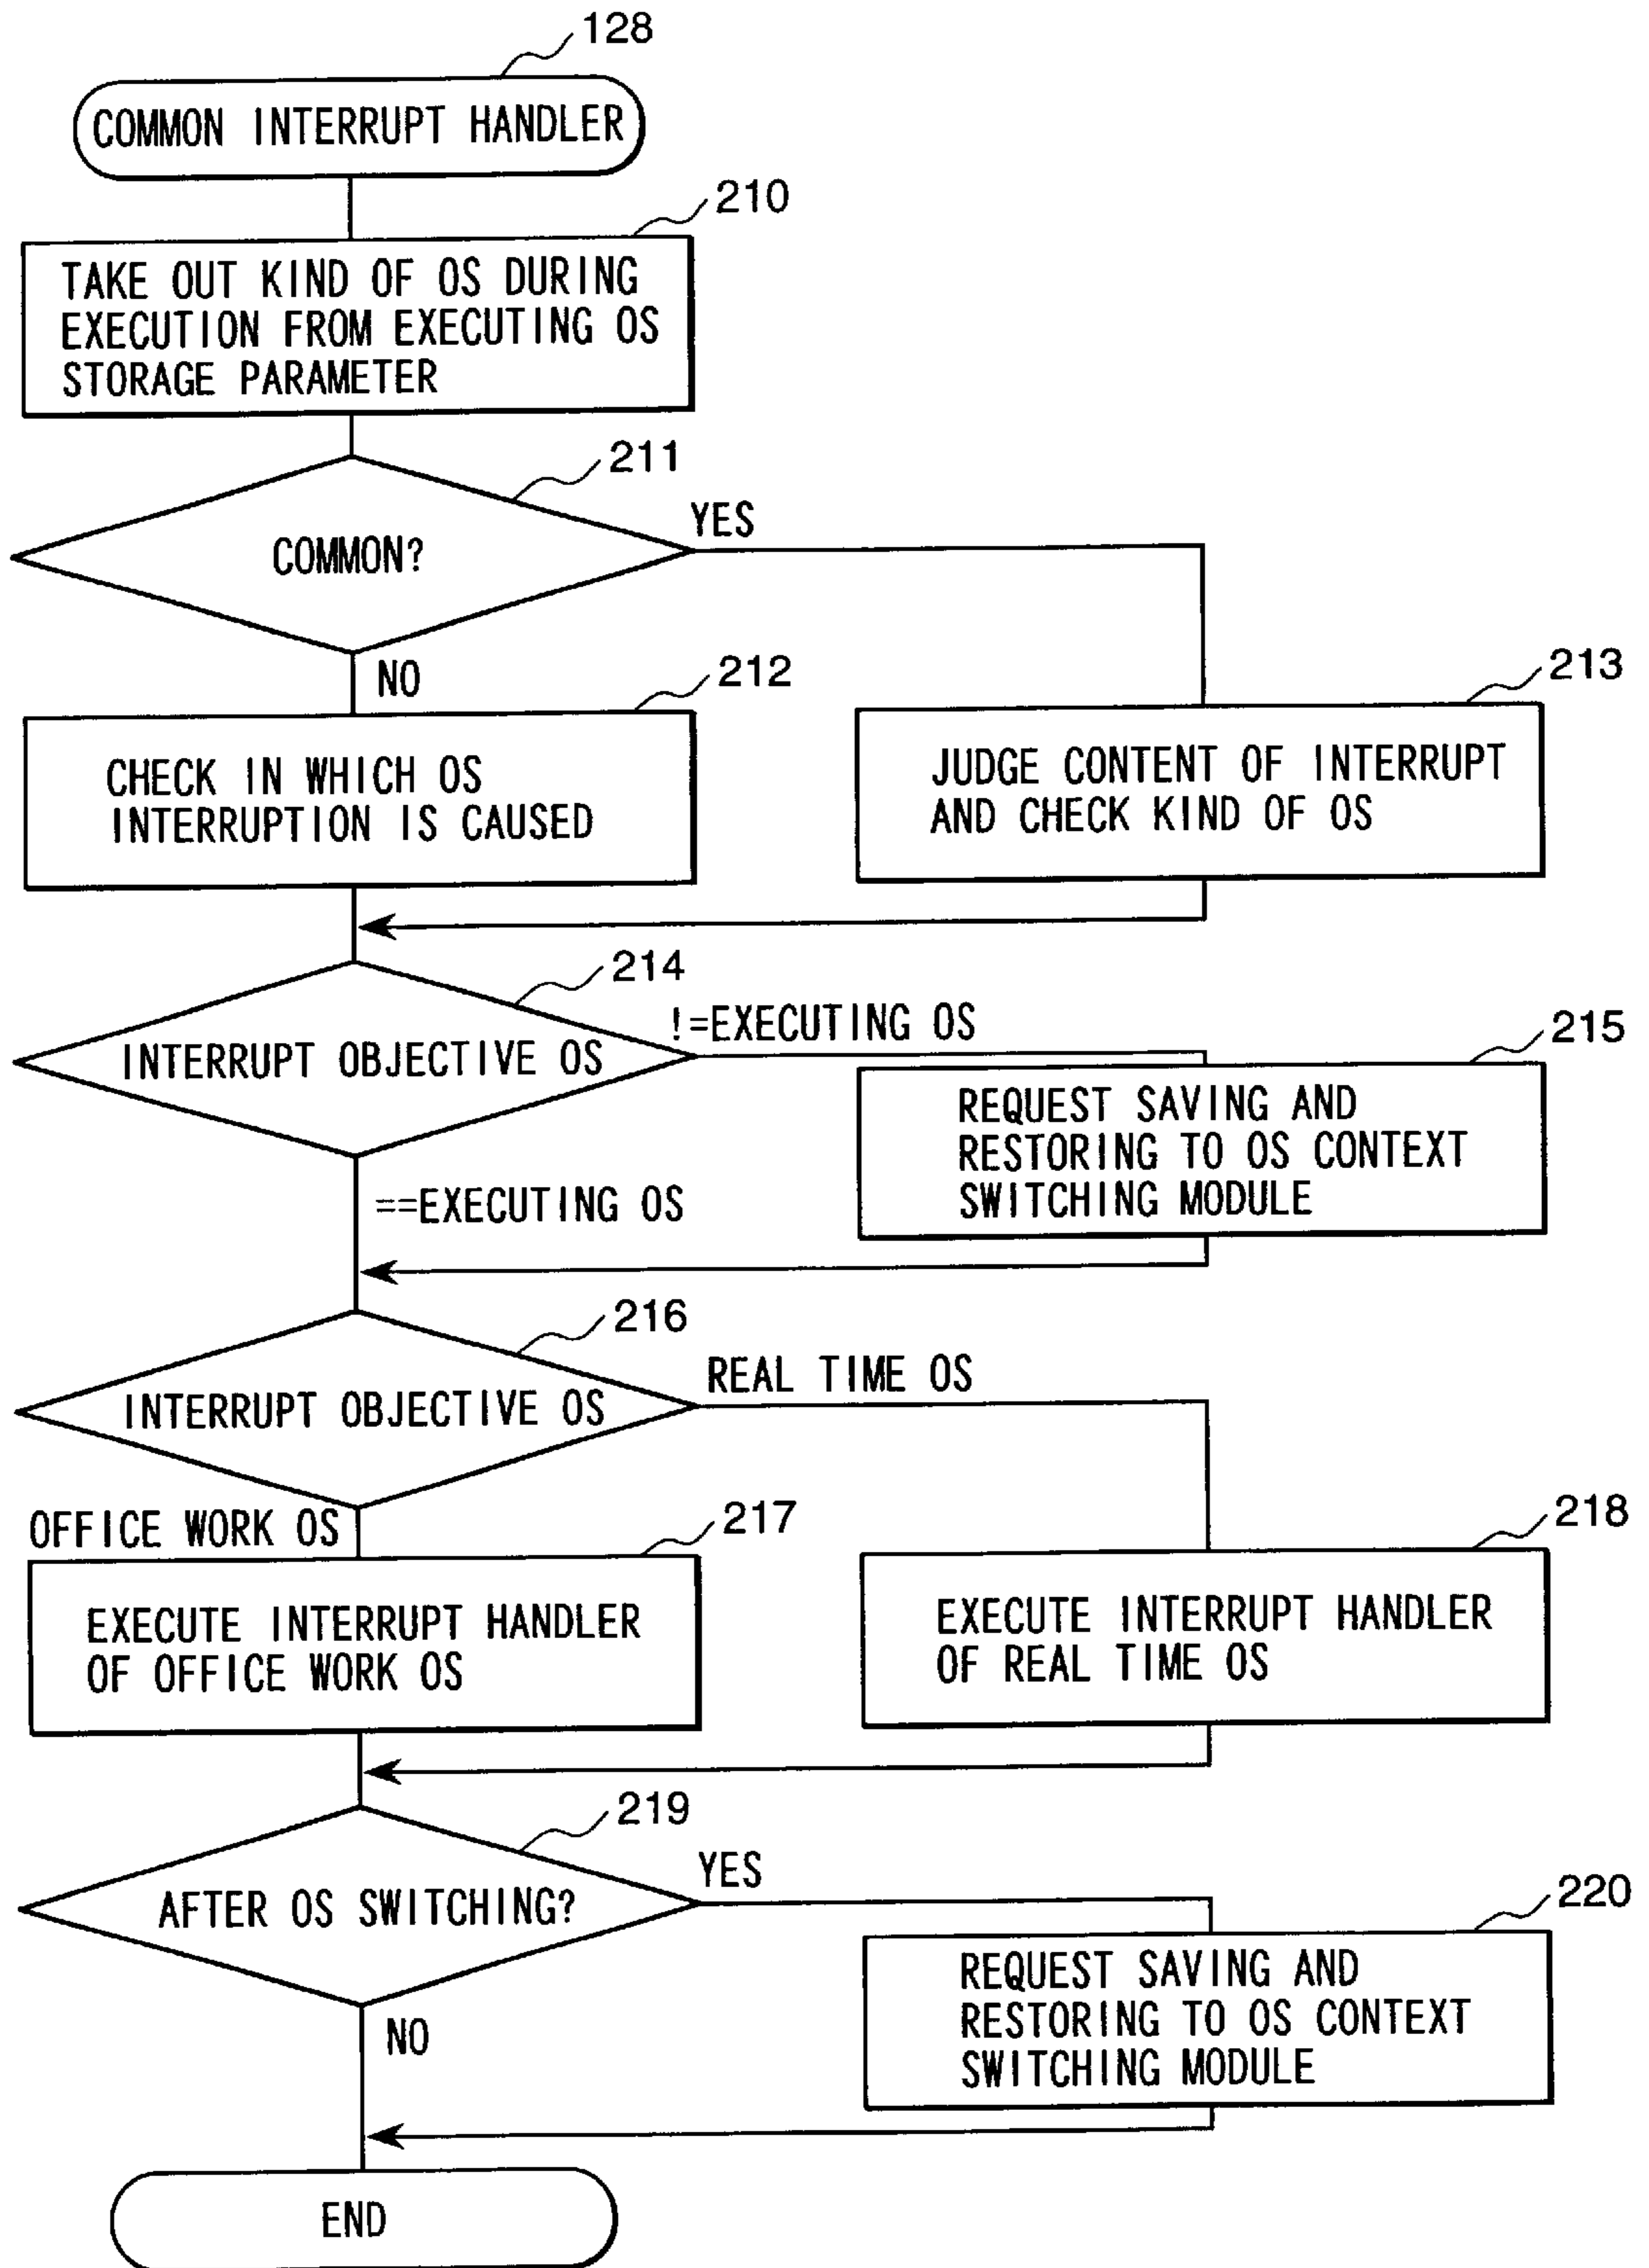 128
COMMON INTERRUPT HANDLER
210
TAKE OUT KIND OF OS DURING
EXECUTION FROM EXECUTING OS
STORAGE PARAMETER
211
COMMON?
YES
NO
212
CHECK IN WHICH OS
INTERRUPTION IS CAUSED
213
JUDGE CONTENT OF INTERRUPT
AND CHECK KIND OF OS
214
INTERRUPT OBJECTIVE OS
!=EXECUTING OS
215
REQUEST SAVING AND
RESTORING TO OS CONTEXT
SWITCHING MODULE
==EXECUTING OS
216
INTERRUPT OBJECTIVE OS
REAL TIME OS
OFFICE WORK OS
217
EXECUTE INTERRUPT HANDLER
OF OFFICE WORK OS
218
EXECUTE INTERRUPT HANDLER
OF REAL TIME OS
219
AFTER OS SWITCHING?
YES
220
REQUEST SAVING AND
RESTORING TO OS CONTEXT
SWITCHING MODULE
NO
END